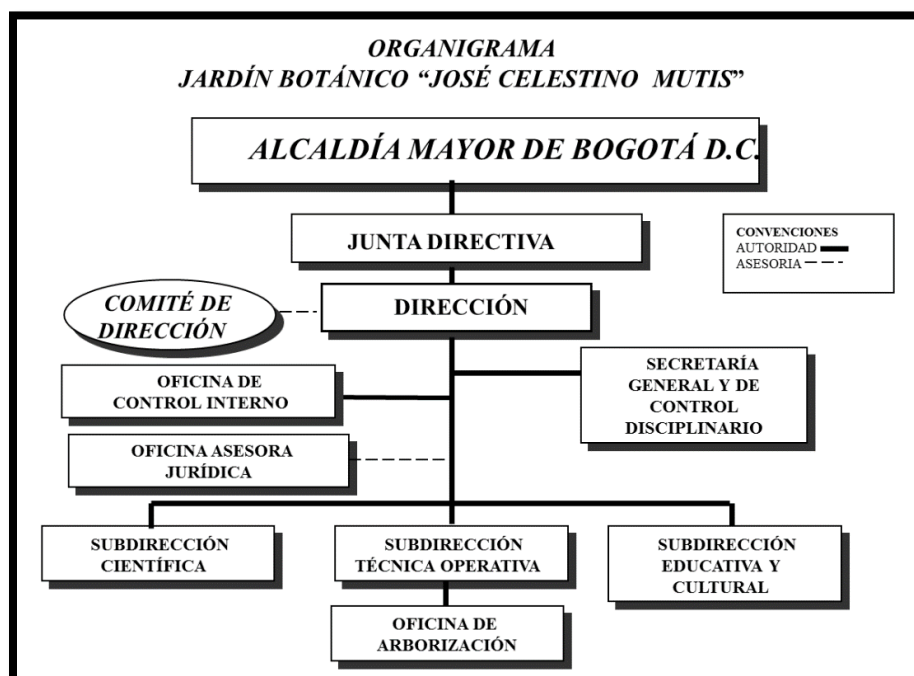 ORGANIGRAMA
JARDÍN BOTÁNICO “JOSÉ CELESTINO MUTIS”
ALCALDÍA MAYOR DE BOGOTÁ D.C.
JUNTA DIRECTIVA
CONVENCIONES
AUTORIDAD
ASESORIA
COMITÉ DE
DIRECCIÓN
DIRECCIÓN
OFICINA DE
CONTROL INTERNO
SECRETARÍA
GENERAL Y DE
CONTROL
DISCIPLINARIO
OFICINA ASESORA
JURÍDICA
SUBDIRECCIÓN
CIENTÍFICA
SUBDIRECCIÓN
TÉCNICA OPERATIVA
SUBDIRECCIÓN
EDUCATIVA Y
CULTURAL
OFICINA DE
ARBORIZACIÓN